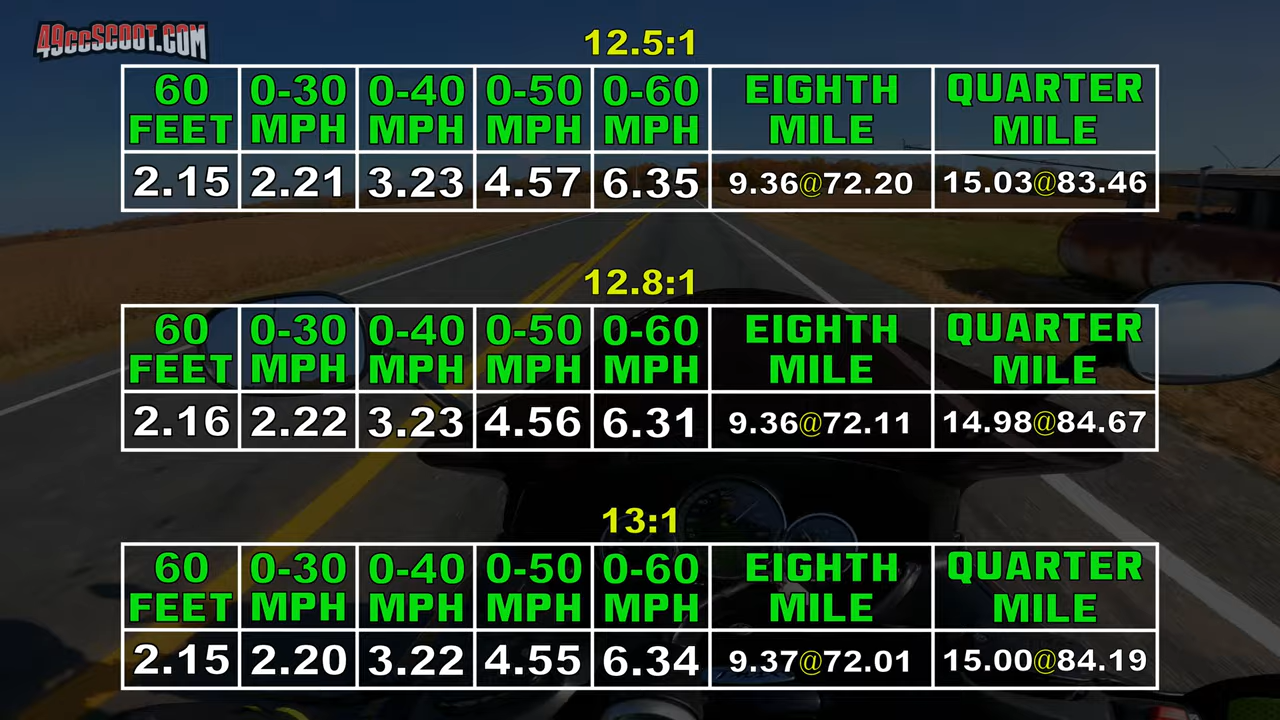 49ccSCOOT.COM
12.5:1
60 FEET 0-30 MPH 0-40 MPH 0-50 MPH 0-60 MPH EIGHTH MILE QUARTER MILE
2.15 2.21 3.23 4.57 6.35 9.36@72.20 15.03@83.46
12.8:1
60 FEET 0-30 MPH 0-40 MPH 0-50 MPH 0-60 MPH EIGHTH MILE QUARTER MILE
2.16 2.22 3.23 4.56 6.31 9.36@72.11 14.98@84.67
13:1
60 FEET 0-30 MPH 0-40 MPH 0-50 MPH 0-60 MPH EIGHTH MILE QUARTER MILE
2.15 2.20 3.22 4.55 6.34 9.37@72.01 15.00@84.19